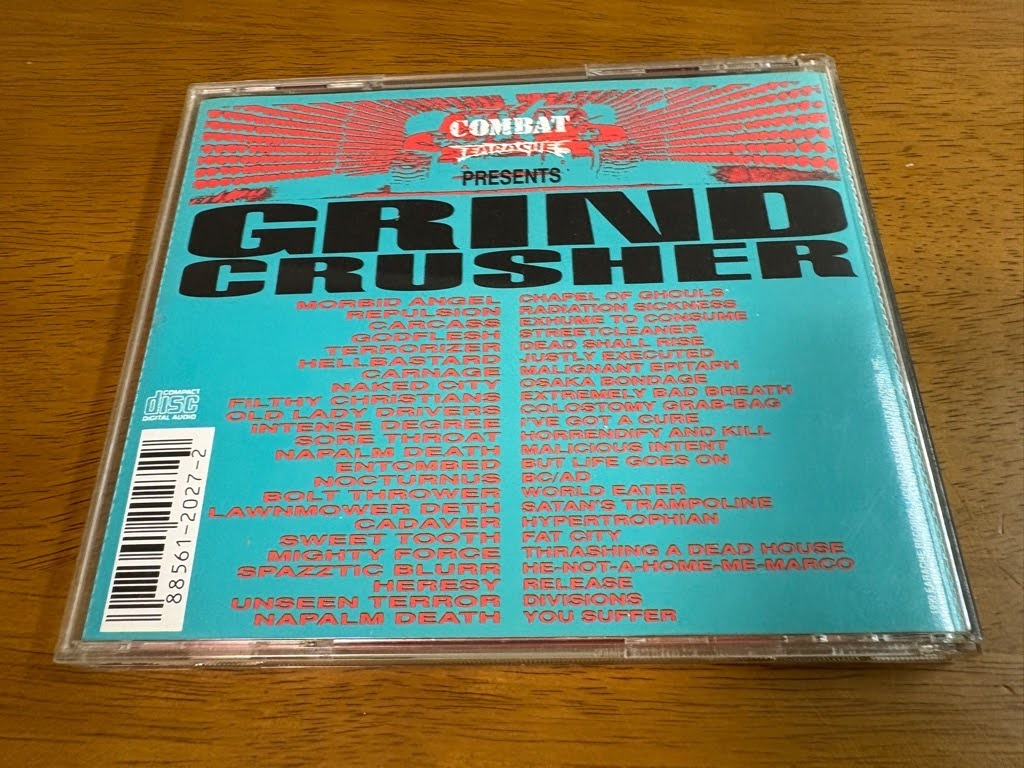 COMBAT
EARACHE
PRESENTS
GRIND
CRUSHER
MORBID ANGEL CHAPEL OF GHOULS
REPULSION RADIATION SICKNESS
CARCASS EXHUME TO CONSUME
GODFLESH STREETCLEANER
TERRORIZER DEAD SHALL RISE
HELLBASTARD JUSTLY EXECUTED
CARNAGE MALIGNANT EPITAPH
NAKED CITY OSAKA BONDAGE
FILTHY CHRISTIANS EXTREMELY BAD BREATH
OLD LADY DRIVERS COLOSTOMY GRAB-BAG
INTENSE DEGREE I'VE GOT A CURE
SORE THROAT HORRENDIFY AND KILL
NAPALM DEATH MALICIOUS INTENT
ENTOMBED BUT LIFE GOES ON
NOCTURNUS BC/AD
BOLT THROWER WORLD EATER
LAWNMOWER DETH SATAN'S TRAMPOLINE
CADAVER HYPERTROPHIAN
SWEET TOOTH FAT CITY
MIGHTY FORCE THRASHING A DEAD HOUSE
SPAZZTIC BLURR HE-NOT-A-HOME-ME-MARCO
HERESY RELEASE
UNSEEN TERROR DIVISIONS
NAPALM DEATH YOU SUFFER
COMPACT
disc
DIGITAL AUDIO
88561-2027-2